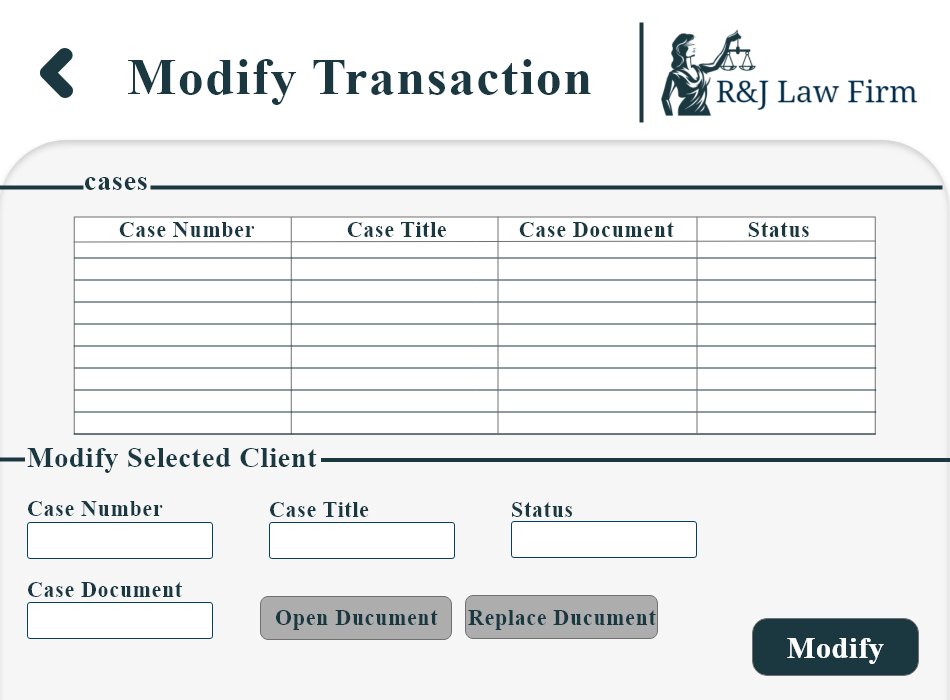 Modify Transaction
R&J Law Firm
cases
Case Number Case Title Case Document Status
Modify Selected Client
Case Number Case Title Status
Case Document
Open Ducument Replace Ducument
Modify